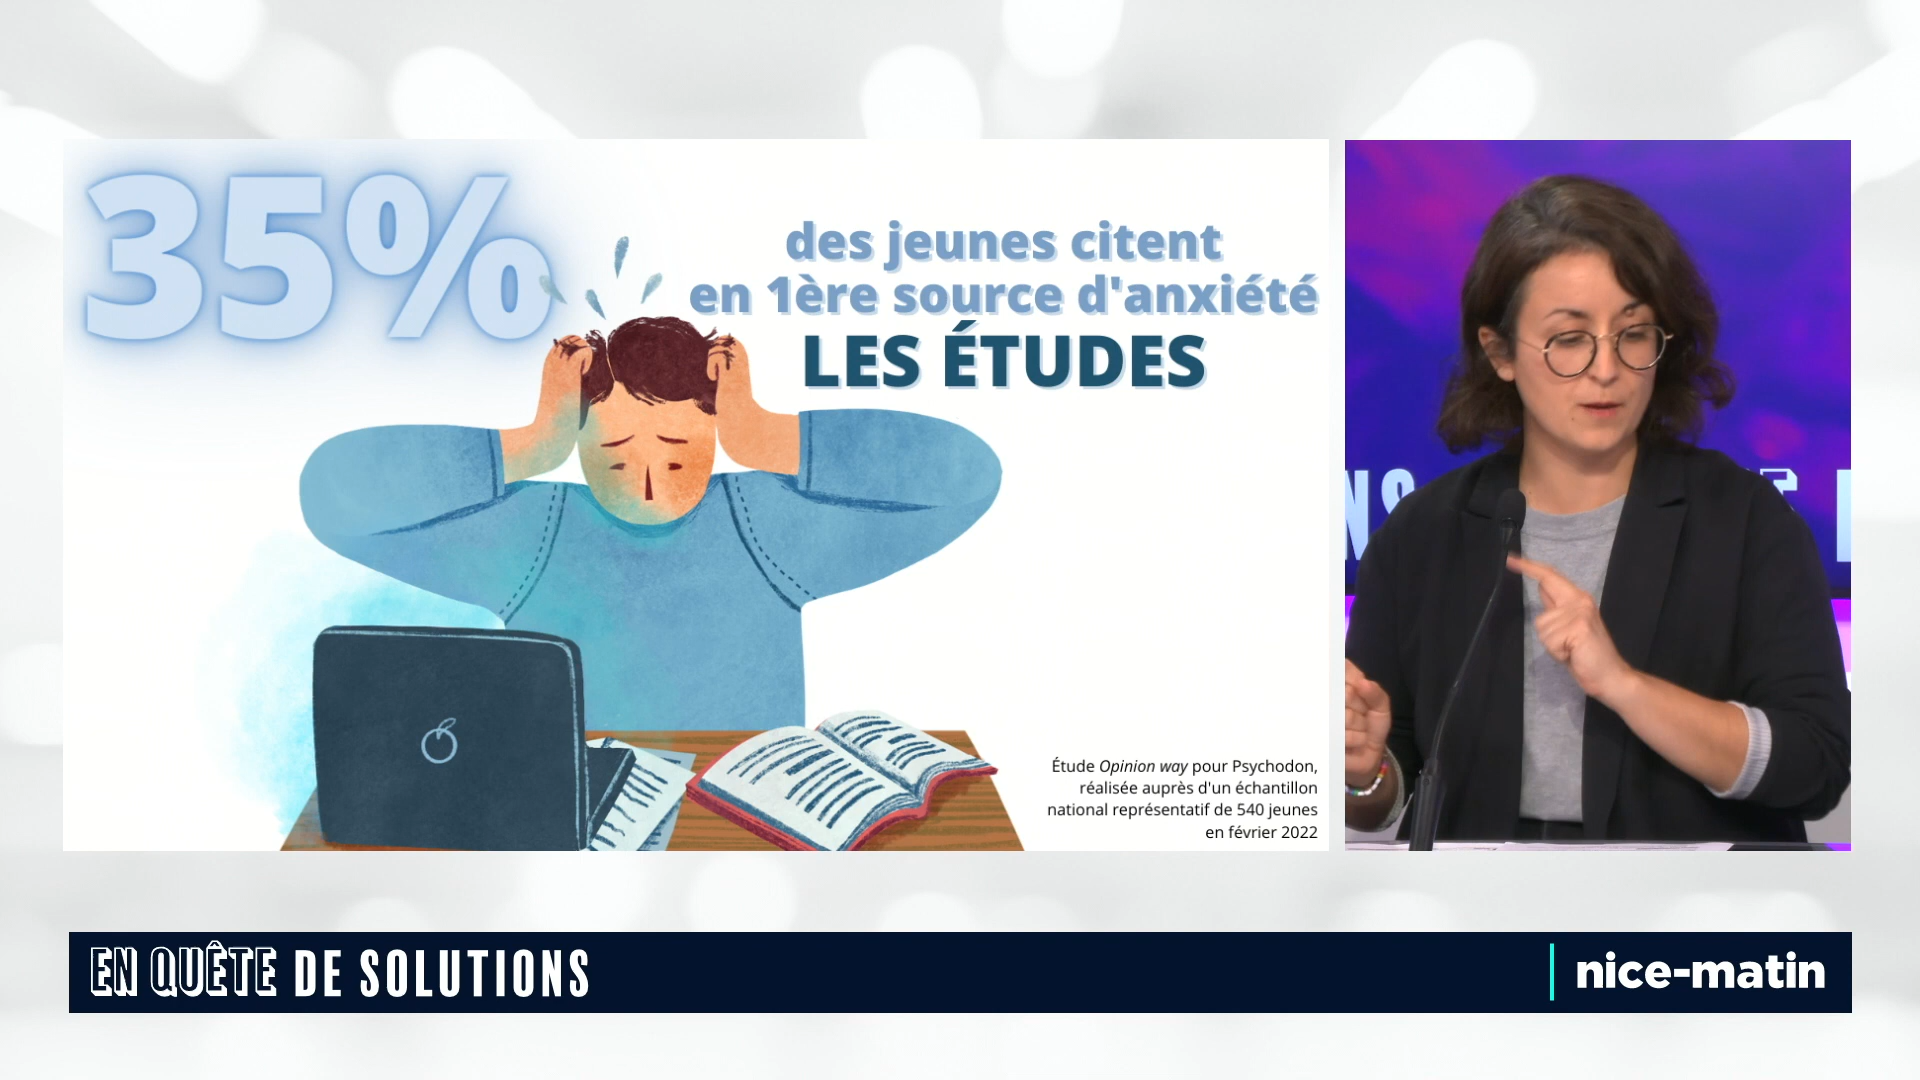 35%
des jeunes citent
en 1ère source d'anxiété
LES ÉTUDES
Étude Opinion way pour Psychodon,
réalisée auprès d'un échantillon
national représentatif de 540 jeunes
en février 2022
EN QUÊTE DE SOLUTIONS
nice-matin